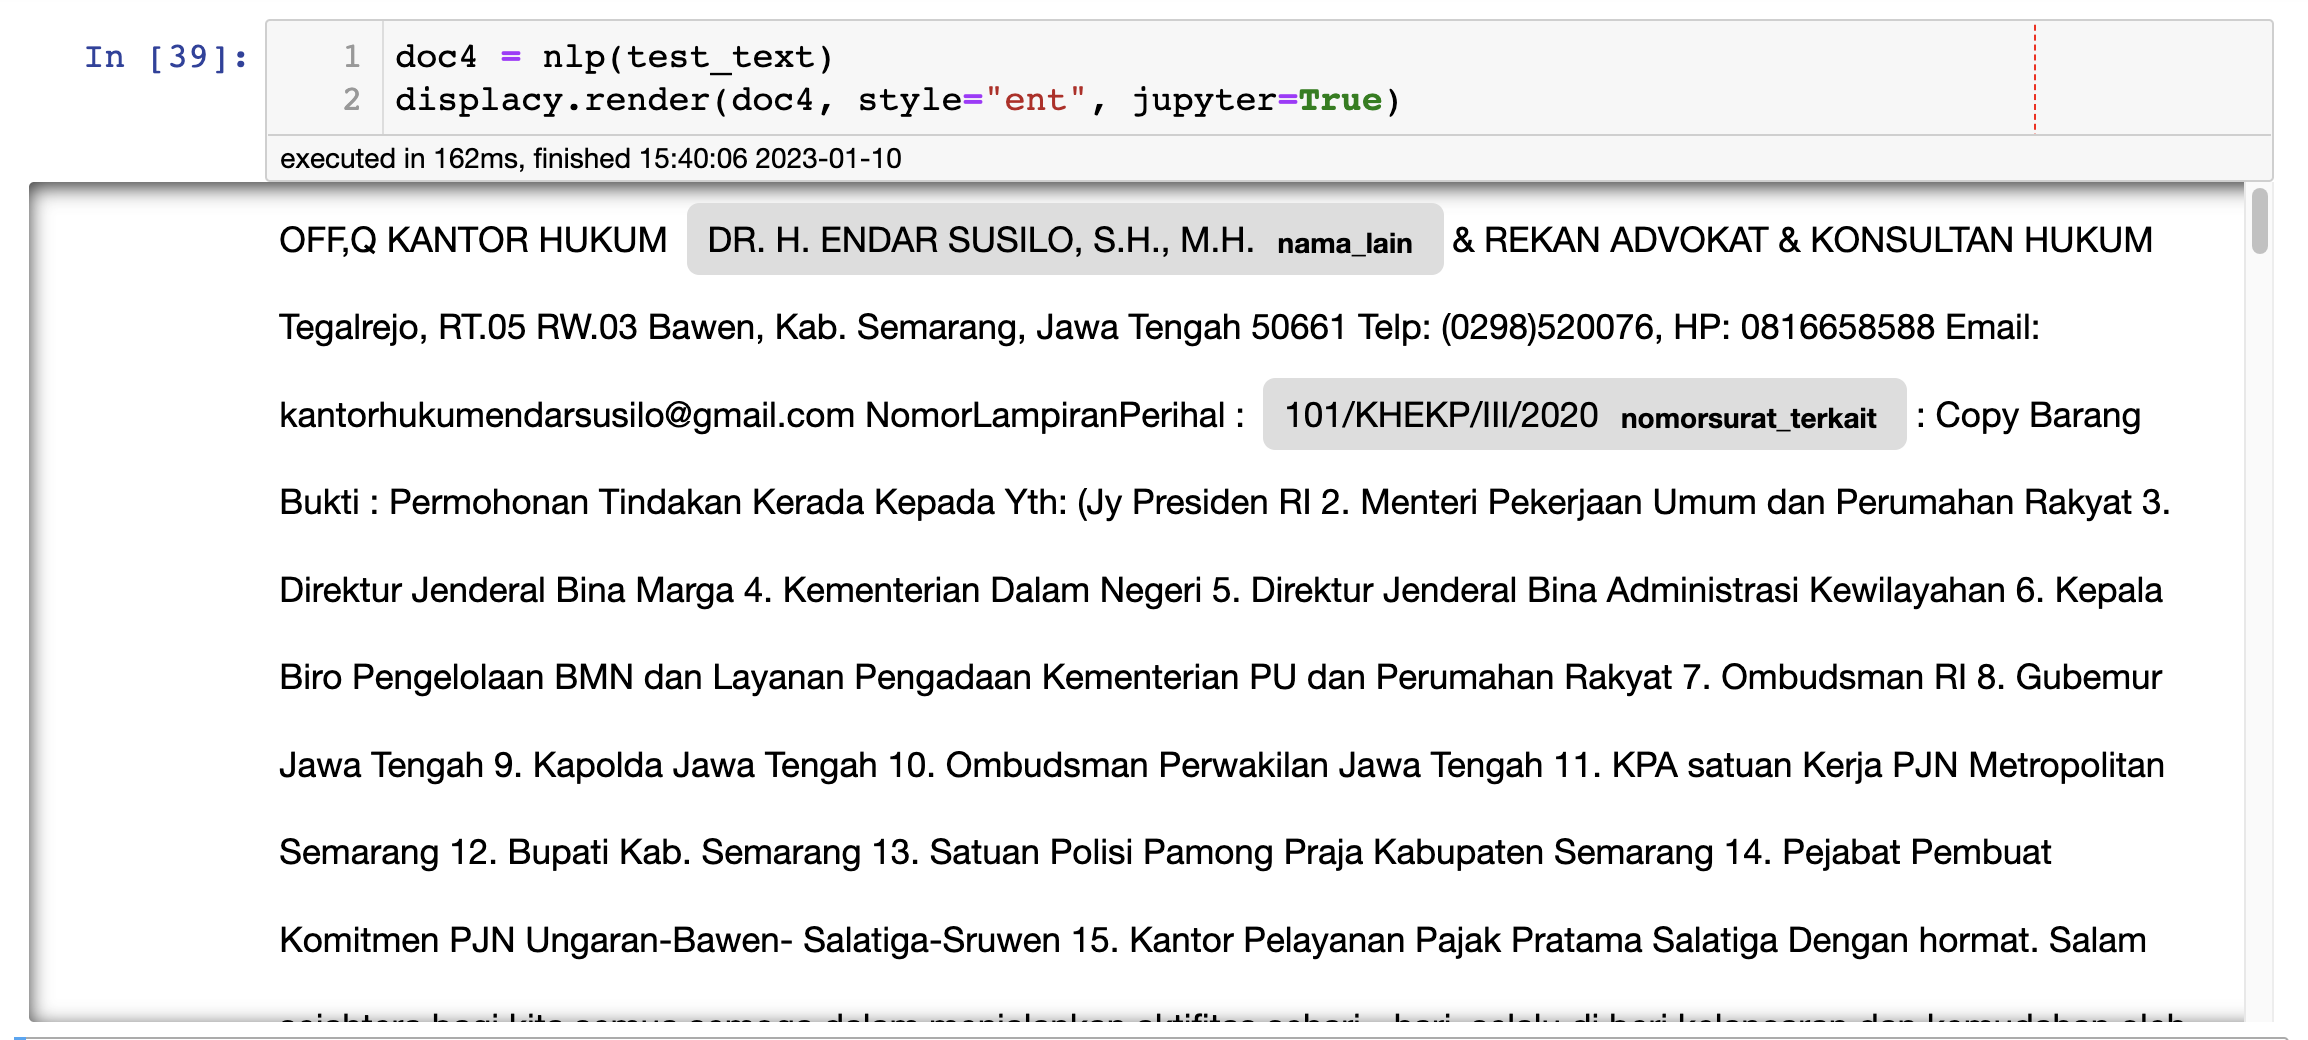 In [39]:
1 doc4 = nlp(test_text)
2 displacy.render(doc4, style="ent", jupyter=True)
executed in 162ms, finished 15:40:06 2023-01-10
OFF,Q KANTOR HUKUM DR. H. ENDAR SUSILO, S.H., M.H. nama_lain & REKAN ADVOKAT & KONSULTAN HUKUM
Tegalrejo, RT.05 RW.03 Bawen, Kab. Semarang, Jawa Tengah 50661 Telp: (0298)520076, HP: 0816658588 Email:
kantorhukumendarsusilo@gmail.com NomorLampiranPerihal : 101/KHEKP/III/2020 nomorsurat_terkait : Copy Barang
Bukti : Permohonan Tindakan Kerada Kepada Yth: (Jy Presiden RI 2. Menteri Pekerjaan Umum dan Perumahan Rakyat 3.
Direktur Jenderal Bina Marga 4. Kementerian Dalam Negeri 5. Direktur Jenderal Bina Administrasi Kewilayahan 6. Kepala
Biro Pengelolaan BMN dan Layanan Pengadaan Kementerian PU dan Perumahan Rakyat 7. Ombudsman RI 8. Gubemur
Jawa Tengah 9. Kapolda Jawa Tengah 10. Ombudsman Perwakilan Jawa Tengah 11. KPA satuan Kerja PJN Metropolitan
Semarang 12. Bupati Kab. Semarang 13. Satuan Polisi Pamong Praja Kabupaten Semarang 14. Pejabat Pembuat
Komitmen PJN Ungaran-Bawen- Salatiga-Sruwen 15. Kantor Pelayanan Pajak Pratama Salatiga Dengan hormat. Salam